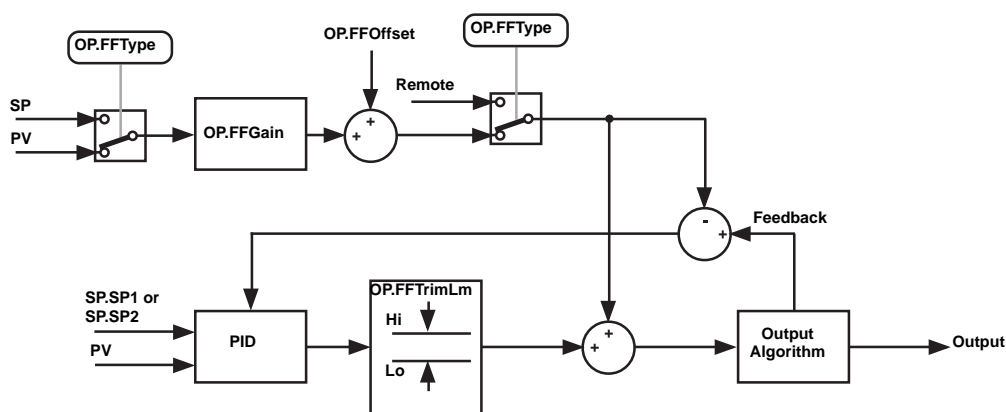 OP.FFType
OP.FFOffset
OP.FFType
Remote
SP
PV
OP.FFGain
+
+
-
+
Feedback
SP.SP1 or
SP.SP2
PV
PID
OP.FFTrimLm
Hi
Lo
+
+
Output
Algorithm
Output